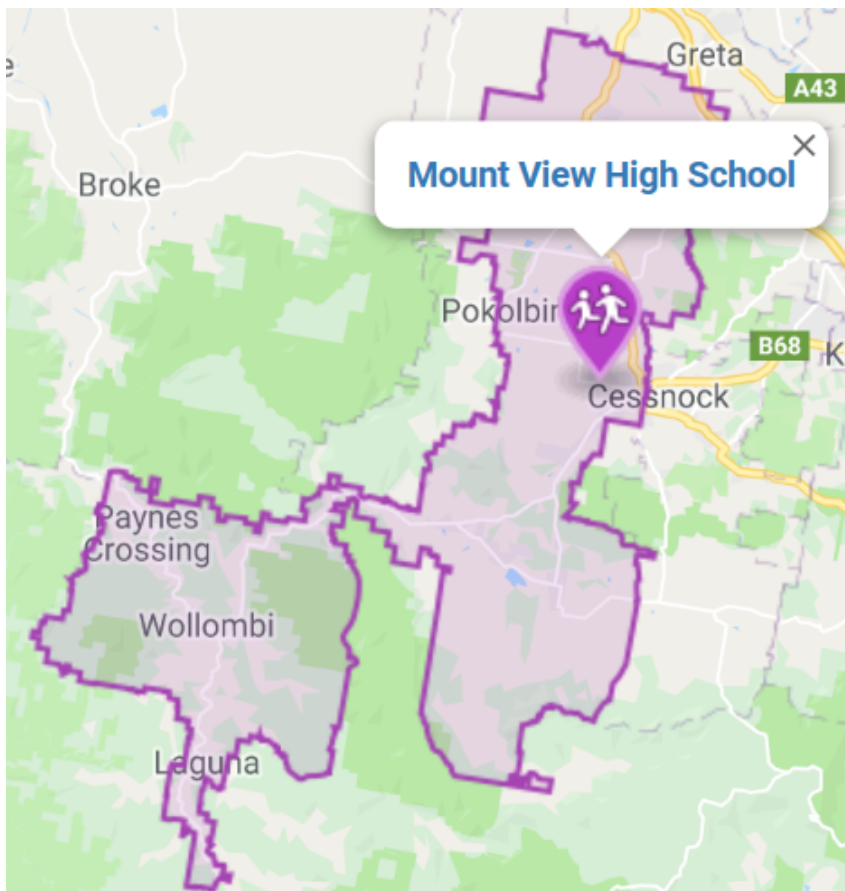 Greta
A43
Broke
Mount View High School
Pokolbin
B68
K
Cessnock
Paynes
Crossing
Wollombi
Laguna